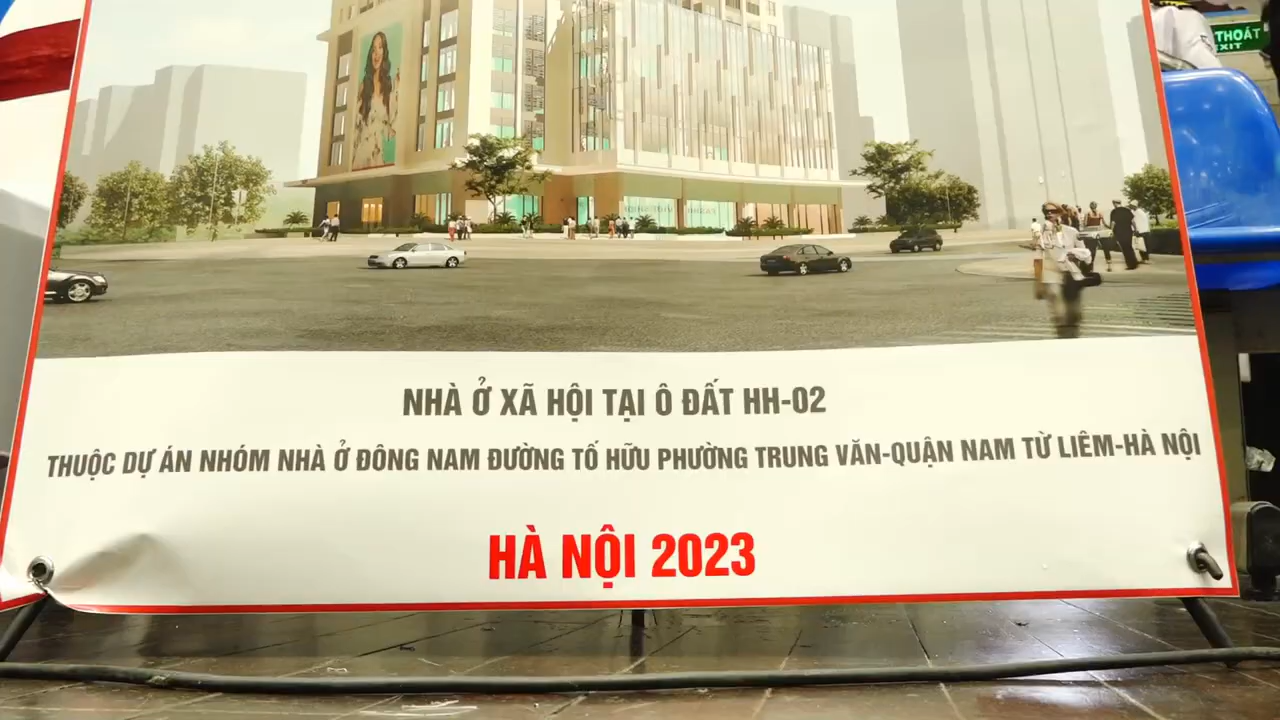 THOÁT
EXIT
NHÀ Ở XÃ HỘI TẠI Ô ĐẤT HH-02
THUỘC DỰ ÁN NHÓM NHÀ Ở ĐÔNG NAM ĐƯỜNG TỐ HỮU PHƯỜNG TRUNG VĂN-QUẬN NAM TỪ LIÊM-HÀ NỘI
HÀ NỘI 2023